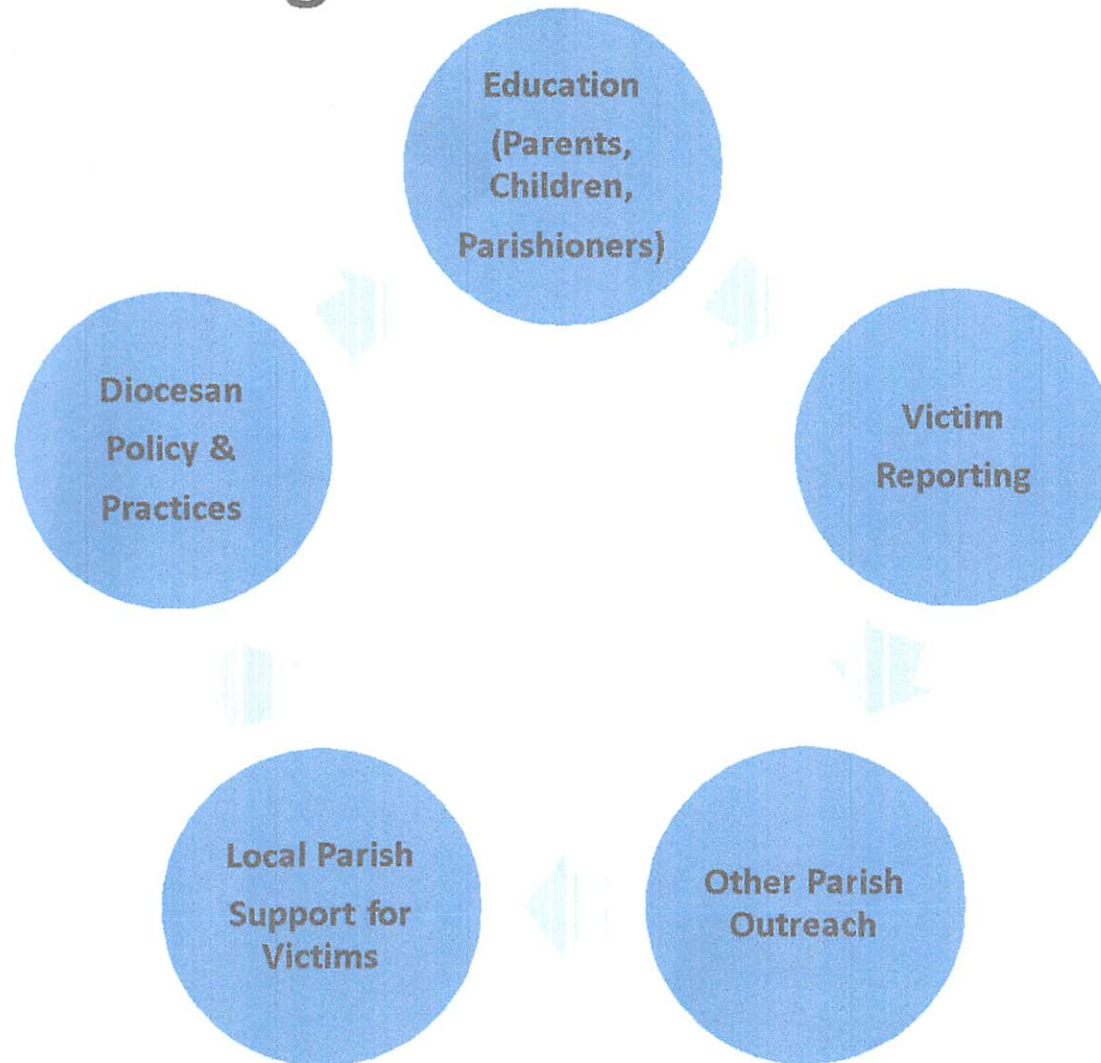 Education
(Parents,
Children,
Parishioners)
Victim
Reporting
Other Parish
Outreach
Local Parish
Support for
Victims
Diocesan
Policy &
Practices